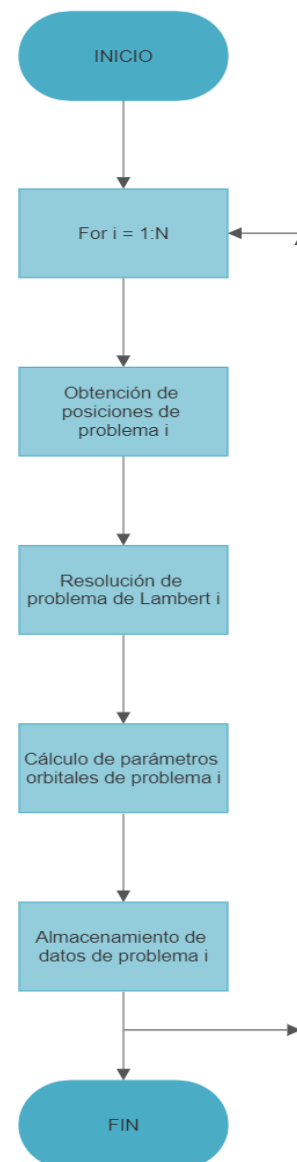 INICIO
For i = 1:N
Obtención de
posiciones de
problema i
Resolución de
problema de Lambert i
Cálculo de parámetros
orbitales de problema i
Almacenamiento de
datos de problema i
FIN